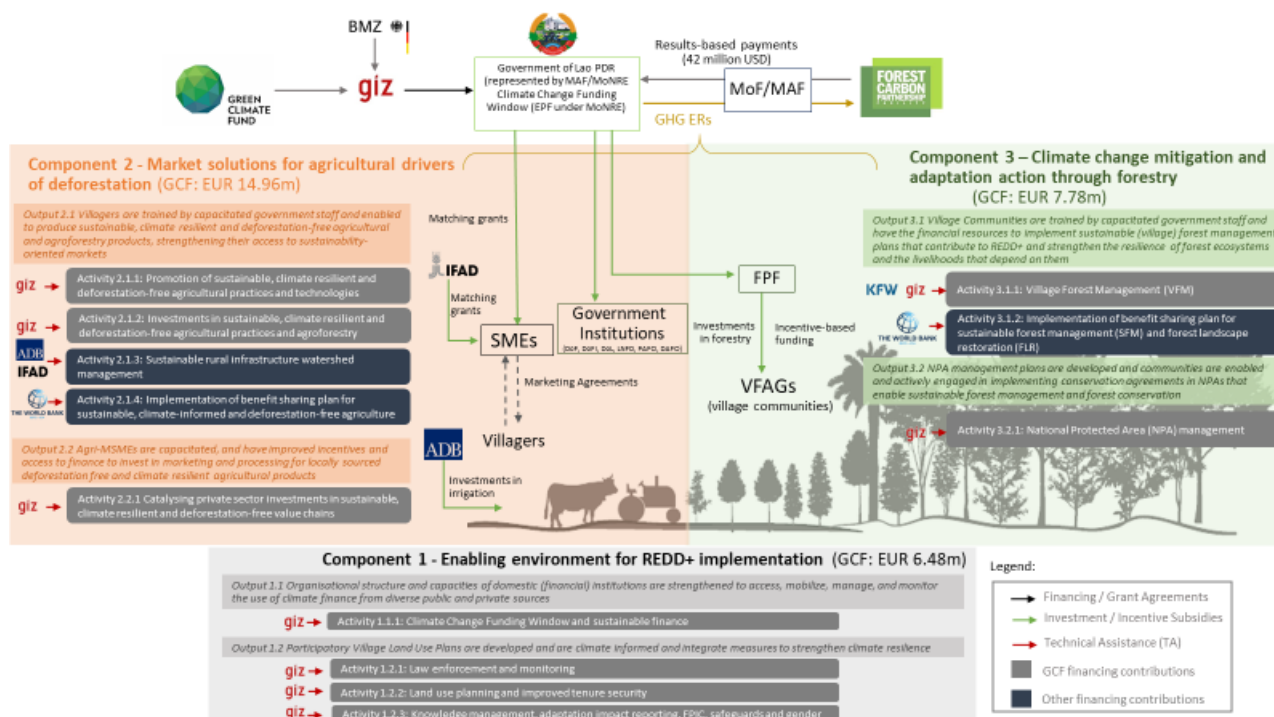 BMZ
GREEN
CLIMATE
FUND
giz
Government of Lao PDR
(represented by MAF/MoNRE
Climate Change Funding
Window (EPF under MoNRE)
Results-based payments
(42 million USD)
MoF/MAF
GHG ERs
FOREST
CARBON
PARTNERSHIP
Component 2 - Market solutions for agricultural drivers
of deforestation (GCF: EUR 14.96m)
Output 2.1 Villagers are trained by capacitated government staff and enabled
to produce sustainable, climate resilient and deforestation-free agricultural
and agroforestry products, strengthening their access to sustainability-
oriented markets
giz
Activity 2.1.1: Promotion of sustainable, climate resilient and
deforestation-free agricultural practices and technologies
giz
Activity 2.1.2: Investments in sustainable, climate resilient and
deforestation-free agricultural practices and agroforestry
ADB
IFAD
Activity 2.1.3: Sustainable rural infrastructure watershed
management
THE WORLD BANK
Activity 2.1.4: Implementation of benefit sharing plan for
sustainable, climate-informed and deforestation-free agriculture
Output 2.2 Agri-MSMEs are capacitated, and have improved incentives and
access to finance to invest in marketing and processing for locally sourced
deforestation free and climate resilient agricultural products
giz
Activity 2.2.1 Catalysing private sector investments in sustainable,
climate resilient and deforestation-free value chains
Matching grants
IFAD
Matching
grants
SMEs
Government
Institutions
Marketing Agreements
Villagers
ADB
Investments in
irrigation
FPF
Investments
in forestry
Incentive-based
funding
VFAGs
(village communities)
Component 3 – Climate change mitigation and
adaptation action through forestry
(GCF: EUR 7.78m)
Output 3.1 Village Communities are trained by capacitated government staff and
have the financial resources to implement sustainable (village) forest management
plans that contribute to REDD+ and strengthen the resilience of forest ecosystems
and the livelihoods that depend on them
KFW giz
Activity 3.1.1: Village Forest Management (VFM)
THE WORLD BANK
Activity 3.1.2: Implementation of benefit sharing plan for
sustainable forest management (SFM) and forest landscape
restoration (FLR)
Output 3.2 NPA management plans are developed and communities are enabled
and actively engaged in implementing conservation agreements in NPAs that
enable sustainable forest management and forest conservation
giz
Activity 3.2.1: National Protected Area (NPA) management
Component 1 - Enabling environment for REDD+ implementation (GCF: EUR 6.48m)
Output 1.1 Organisational structure and capacities of domestic (financial) institutions are strengthened to access, mobilize, manage, and monitor
the use of climate finance from diverse public and private sources
giz
Activity 1.1.1: Climate Change Funding Window and sustainable finance
Output 1.2 Participatory Village Land Use Plans are developed and are climate informed and integrate measures to strengthen climate resilience
giz
Activity 1.2.1: Law enforcement and monitoring
giz
Activity 1.2.2: Land use planning and improved tenure security
giz
Activity 1.2.3: Knowledge management, adaptation impact reporting, FPIC, safeguards and gender
Legend:
Financing / Grant Agreements
Investment / Incentive Subsidies
Technical Assistance (TA)
GCF financing contributions
Other financing contributions